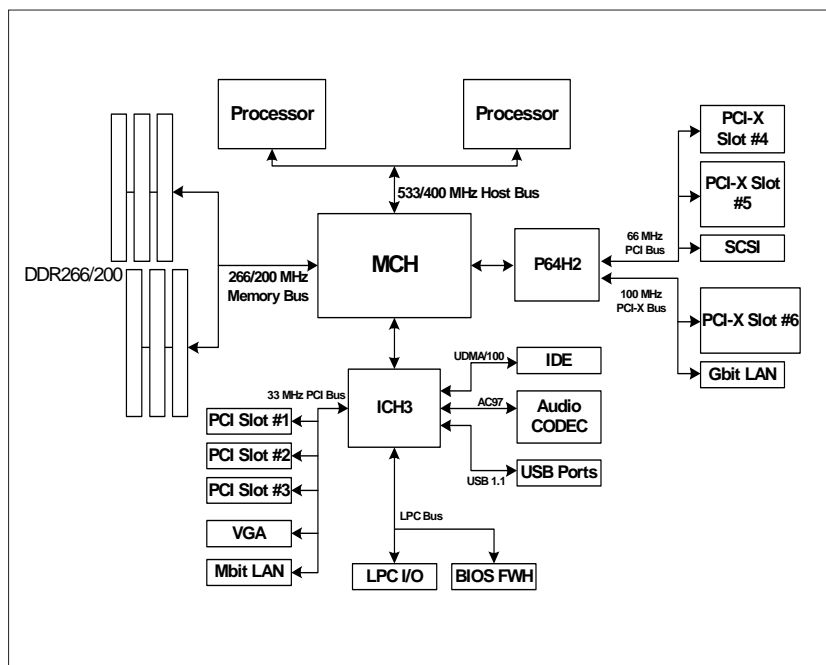 Processor
Processor
PCI-X
Slot #4
533/400 MHz Host Bus
PCI-X Slot
#5
66 MHz
PCI Bus
SCSI
MCH
P64H2
DDR266/200
266/200 MHz
Memory Bus
100 MHz
PCI-X Bus
PCI-X Slot #6
Gbit LAN
UDMA/100
IDE
33 MHz PCI Bus
ICH3
AC97
Audio
CODEC
PCI Slot #1
PCI Slot #2
PCI Slot #3
USB 1.1
USB Ports
VGA
Mbit LAN
LPC Bus
LPC I/O
BIOS FWH